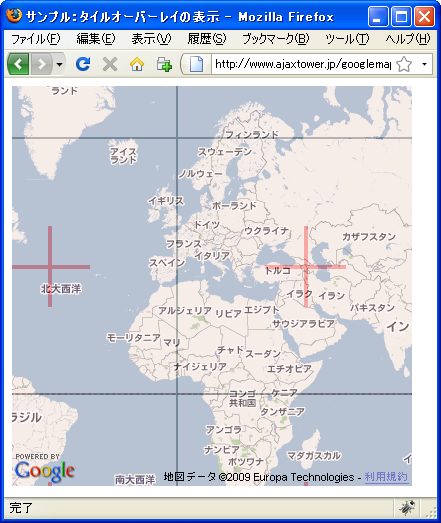 サンプル:タイルオーバーレイの表示 - Mozilla Firefox
ファイル(F) 編集(E) 表示(V) 履歴(S) ブックマーク(B) ツール(T) ヘルプ(H)
http://www.ajaxtower.jp/googlemap
ランド
フィンランド
アイスランド
スウェーデン
ノルウェー
イギリス
ポーランド
ドイツ
ウクライナ
カザフスタン
フランス
スペイン
イタリア
トルコ
北大西洋
イラク
イラン
パキスタン
アルジェリア
リビア
エジプト
サウジアラビア
イン
モーリタニア
マリ
チャド
スーダン
ナイジェリア
エチオピア
コンゴ共和国
ケニア
タンザニア
ラジル
アンゴラ
ナンビア
ボツワナ
マダガスカル
POWERED BY
Google
南大西洋
地図データ ©2009 Europa Technologies - 利用規約
完了